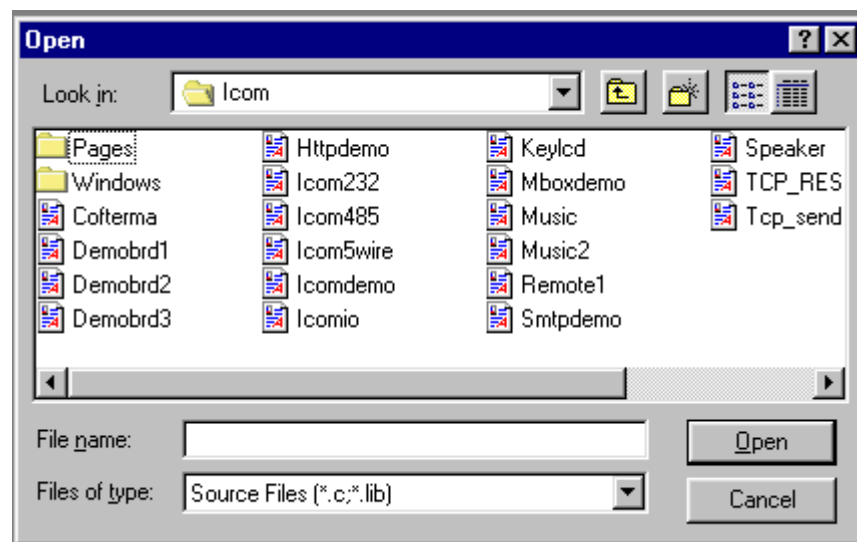 Open
Look in: Icom
Pages
Windows
Cofterma
Demobrd1
Demobrd2
Demobrd3
Httpdemo
Icom232
Icom485
Icom5wire
Icomdemo
Icomio
Keylcd
Mboxdemo
Music
Music2
Remote1
Smtpdemo
Speaker
TCP_RES
Tcp_send
File name: Open
Files of type: Source Files (*.c;*.lib) Cancel